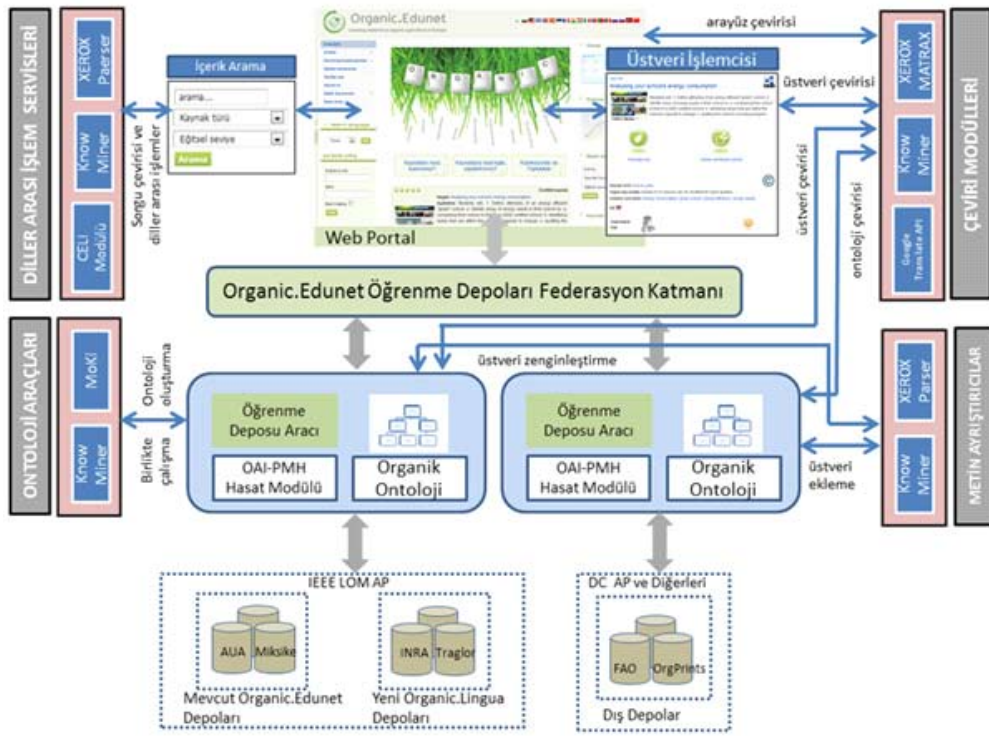 DİLLER ARASI İŞLEM SERVİSLERİ
XEROX
Paerser
Know
Miner
CELI
Modülü
Sorgu çevirisi ve
diller arası işlemler
İçerik Arama
arama....
Kaynak türü
Eğitsel seviye
Arama
Organic.Edunet
ORGANIC
Web Portal
Üstveri İşlemcisi
Analyzing your school's energy consumption
arayüz çevirisi
üstveri çevirisi
üstveri çevirisi
ontoloji çevirisi
XEROX
MATRAX
Know
Miner
Google
Translate API
ÇEVİRİ MODÜLLERİ
Organic.Edunet Öğrenme Depoları Federasyon Katmanı
üstveri zenginleştirme
ONTOLOJİ ARAÇLARI
MoKI
Know
Miner
Ontoloji
oluşturma
Birlikte
çalışma
Öğrenme
Deposu Aracı
OAI-PMH
Hasat Modülü
Organik
Ontoloji
Öğrenme
Deposu Aracı
OAI-PMH
Hasat Modülü
Organik
Ontoloji
üstveri
ekleme
XEROX
Parser
Know
Miner
METİN AYRIŞTIRICILAR
IEEE LOM AP
AUA
Miksike
Mevcut Organic.Edunet
Depoları
INRA
Traglor
Yeni Organic.Lingua
Depoları
DC AP ve Diğerleri
FAO
OrgPrints
Dış Depolar